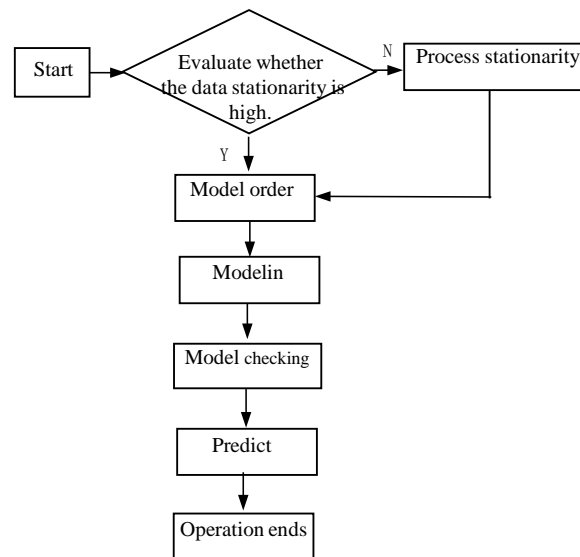 Start
Evaluate whether
the data stationarity is
high.
N
Process stationarity
Y
Model order
Modelin
Model checking
Predict
Operation ends